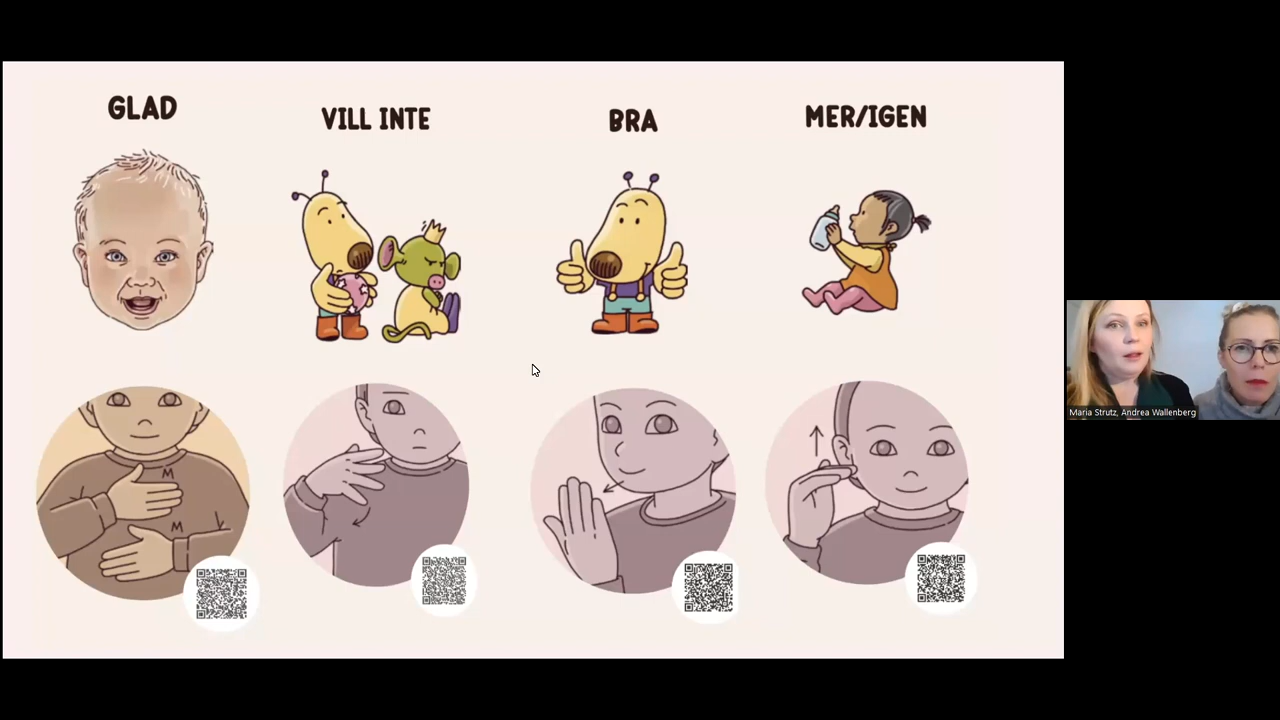 GLAD
VILL INTE
BRA
MER/IGEN
M
M
Maria Strutz, Andrea Wallenberg